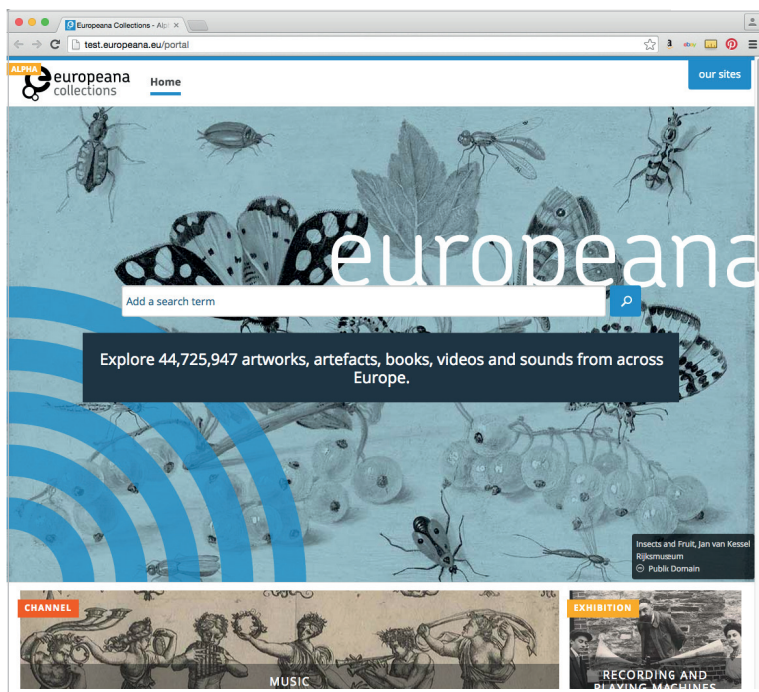 Europeana Collections - Alp
test.europeana.eu/portal
ALPHA
europeana
collections
Home
our sites
europeana
Add a search term
Explore 44,725,947 artworks, artefacts, books, videos and sounds from across
Europe.
Insects and Fruit, Jan van Kessel
Rijksmuseum
Public Domain
CHANNEL
EXHIBITION
MUSIC
RECORDING AND
PLAYING MACHINES